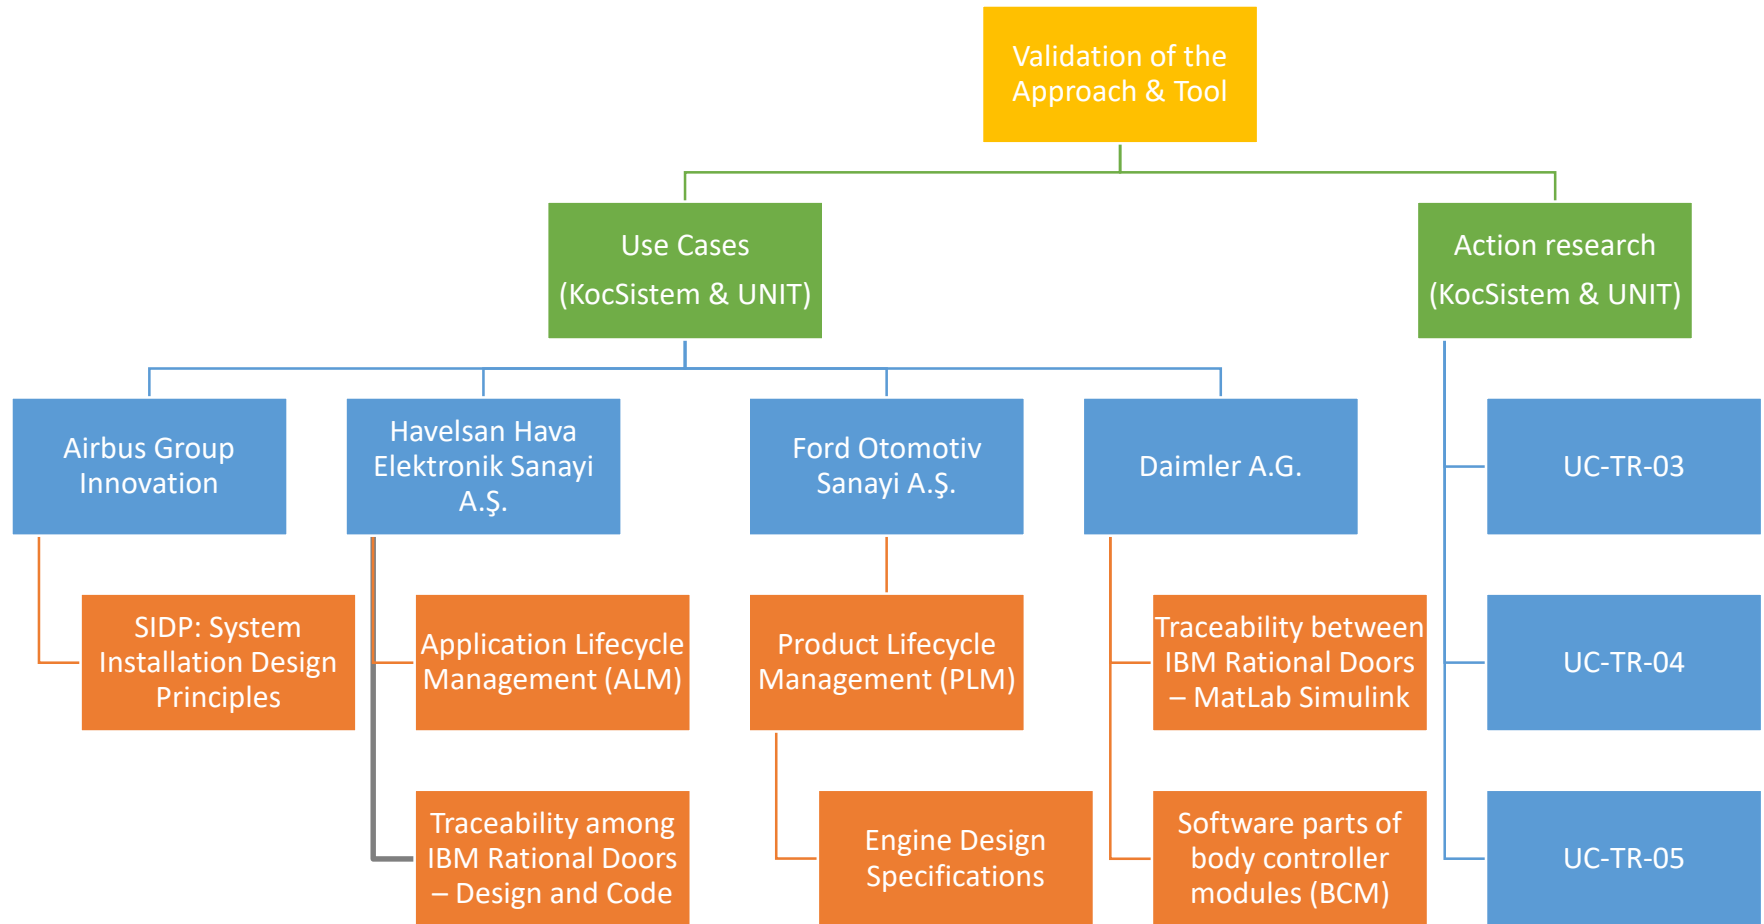 Validation of the
Approach & Tool
Use Cases
(KocSistem & UNIT)
Action research
(KocSistem & UNIT)
Airbus Group
Innovation
Havelsan Hava
Elektronik Sanayi
A.Ş.
Ford Otomotiv
Sanayi A.Ş.
Daimler A.G.
UC-TR-03
SIDP: System
Installation Design
Principles
Application Lifecycle
Management (ALM)
Product Lifecycle
Management (PLM)
Traceability between
IBM Rational Doors
– MatLab Simulink
UC-TR-04
Traceability among
IBM Rational Doors
– Design and Code
Engine Design
Specifications
Software parts of
body controller
modules (BCM)
UC-TR-05